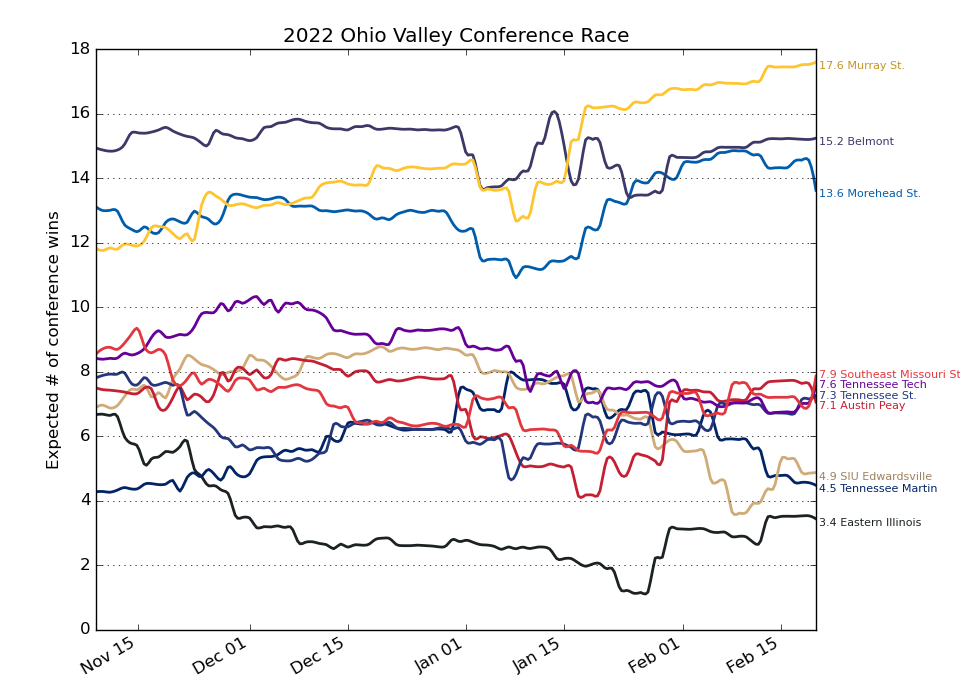 2022 Ohio Valley Conference Race
Expected # of conference wins
18
16
14
12
10
8
6
4
2
0
Nov 15
Dec 01
Dec 15
Jan 01
Jan 15
Feb 01
Feb 15
17.6 Murray St.
15.2 Belmont
13.6 Morehead St.
7.9 Southeast Missouri St
7.6 Tennessee Tech
7.3 Tennessee St.
7.1 Austin Peay
4.9 SIU Edwardsville
4.5 Tennessee Martin
3.4 Eastern Illinois